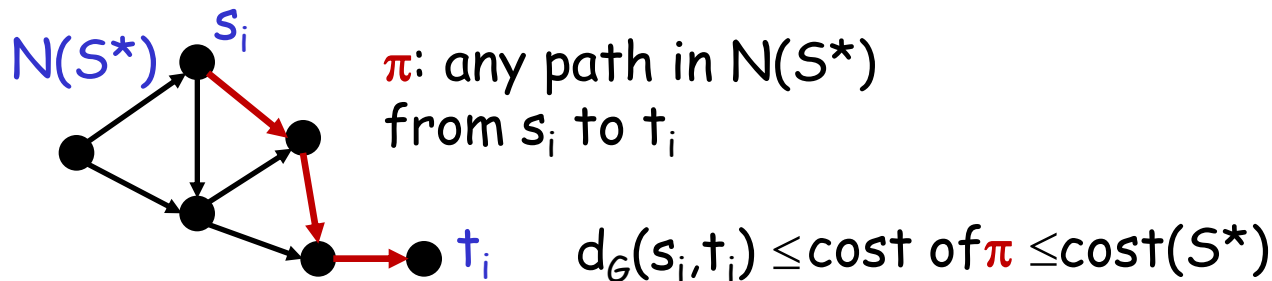 s_i
N(S*)
π: any path in N(S*)
from s_i to t_i
t_i
d_G(s_i,t_i) ≤cost of π ≤cost(S*)